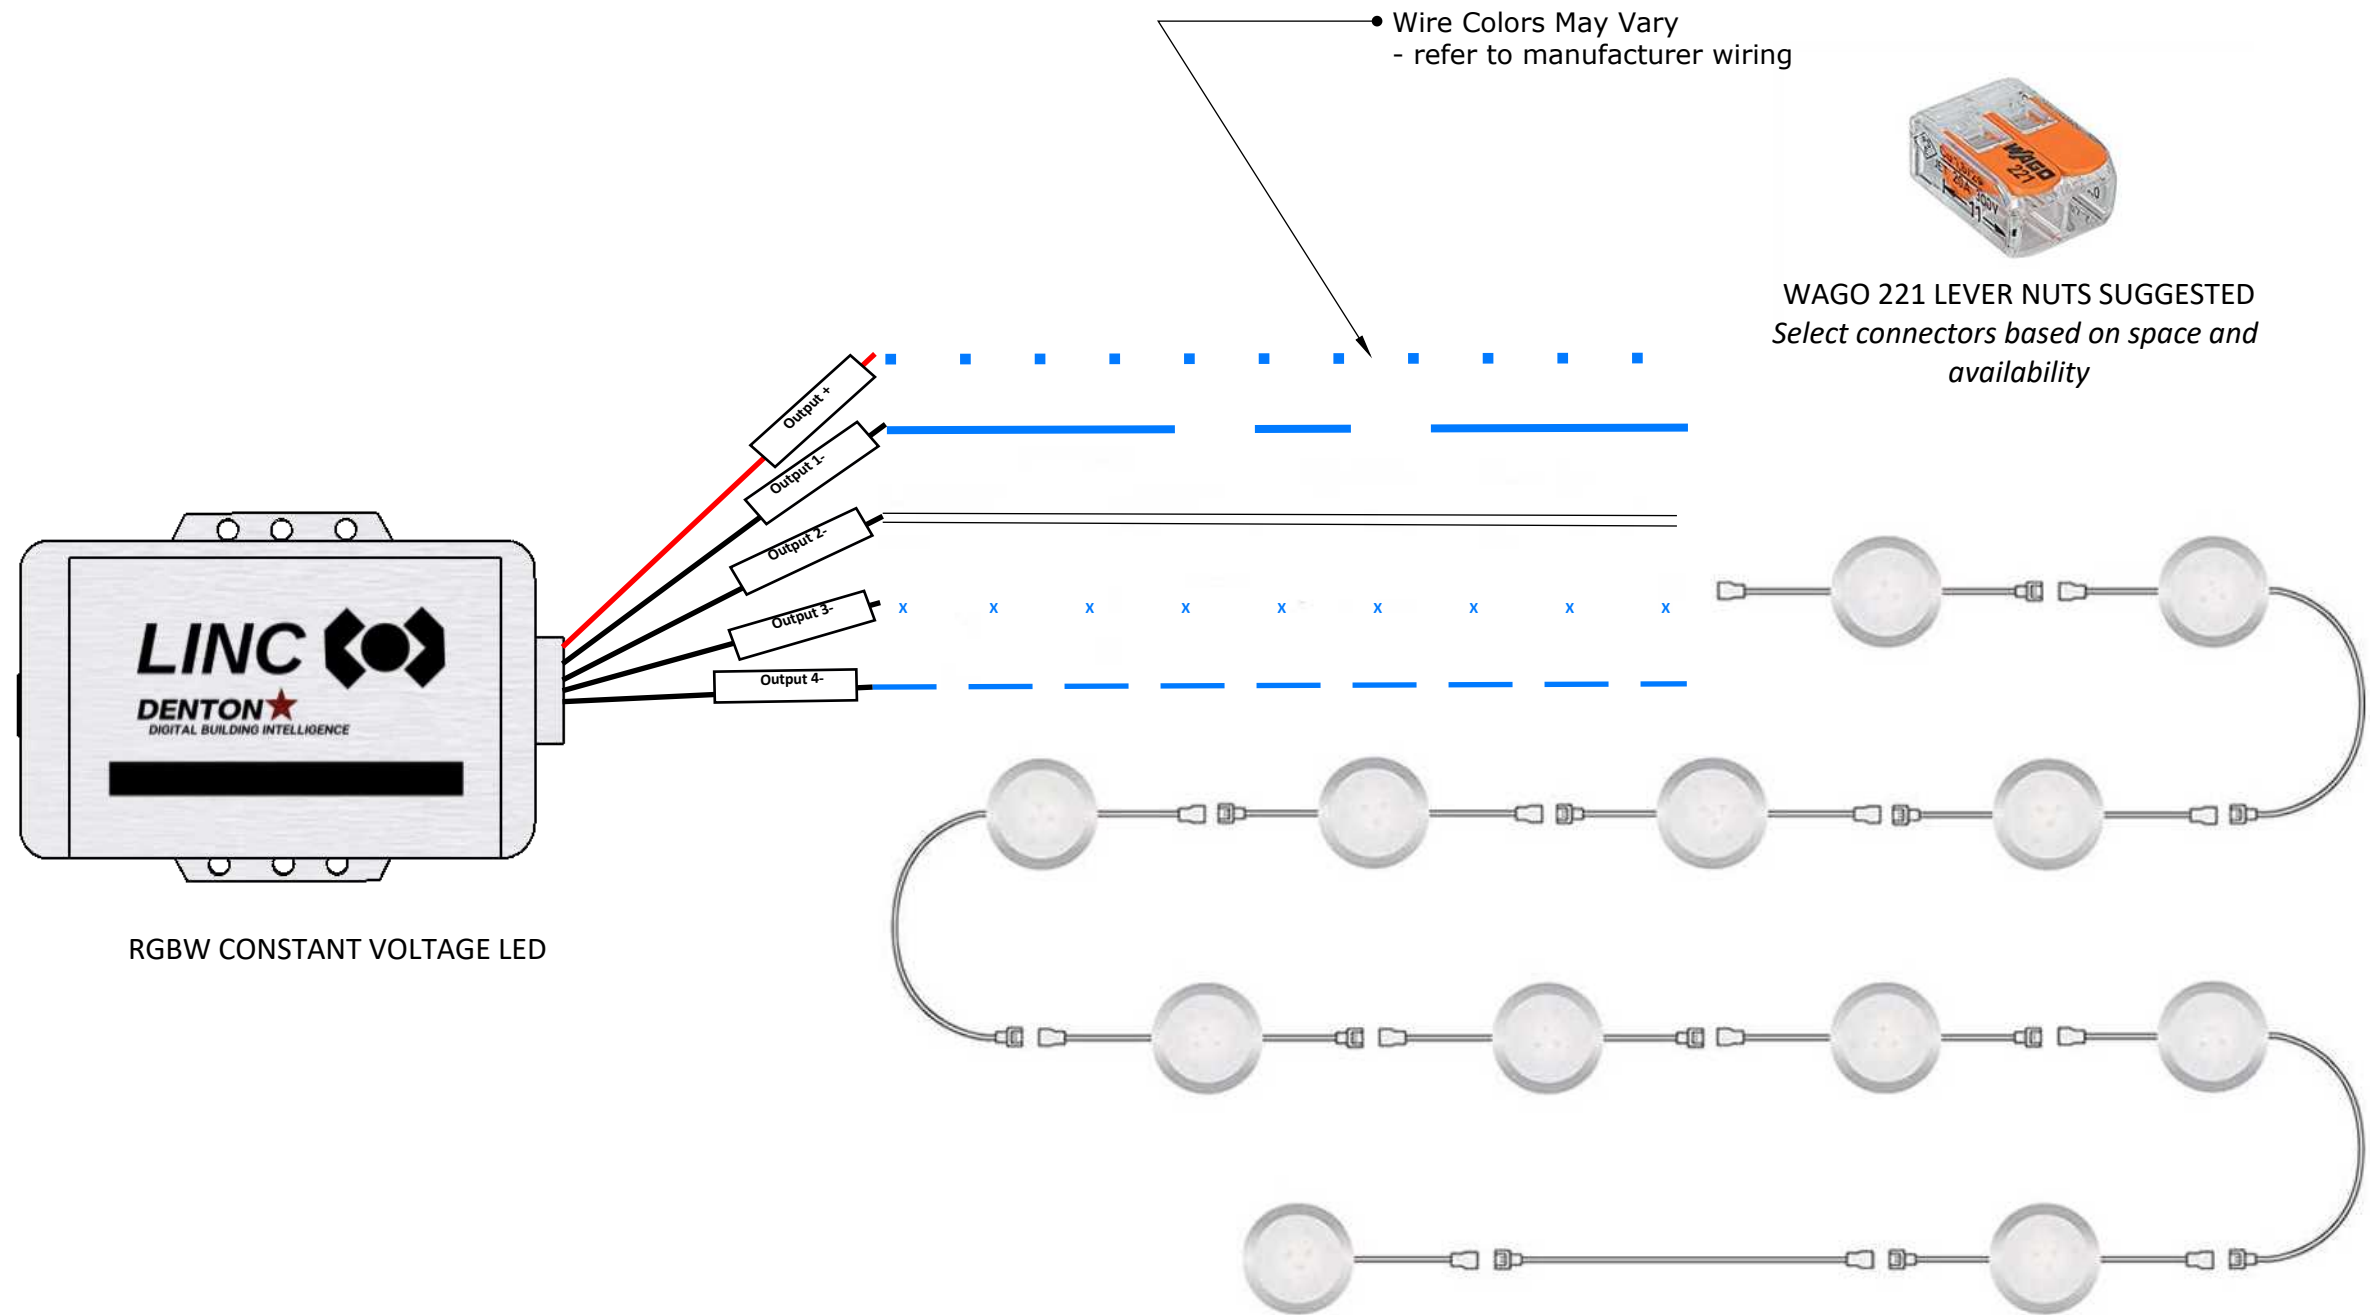 Wire Colors May Vary
- refer to manufacturer wiring
WAGO
221
WAGO 221 LEVER NUTS SUGGESTED
Select connectors based on space and
availability
Output +
Output 1-
Output 2-
Output 3-
Output 4-
x x x x x x x x x
LINC
DENTON
DIGITAL BUILDING INTELLIGENCE
RGBW CONSTANT VOLTAGE LED